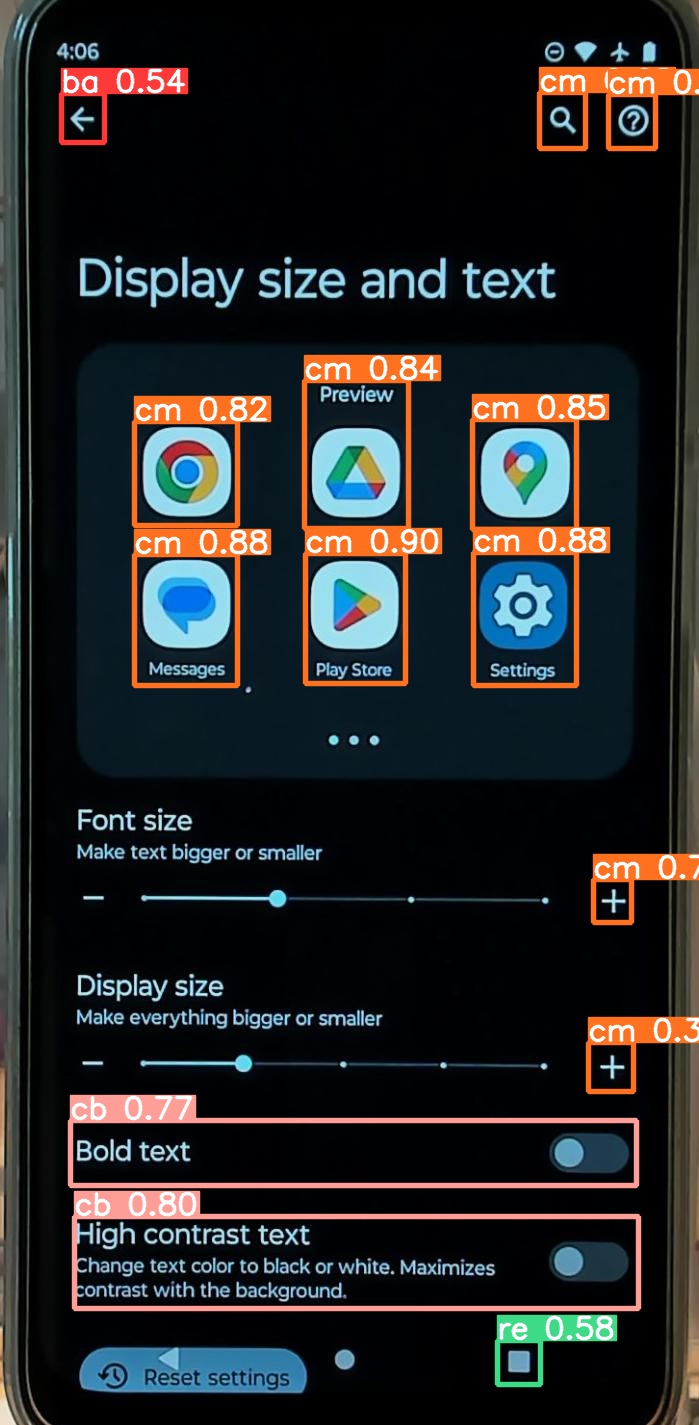 4:06
ba 0.54
cm
cm 0.
Display size and text
cm 0.84
Preview
cm 0.82
cm 0.85
cm 0.88
cm 0.90
cm 0.88
Messages
Play Store
Settings
Font size
Make text bigger or smaller
cm 0.7
Display size
Make everything bigger or smaller
cm 0.3
cb 0.77
Bold text
cb 0.80
High contrast text
Change text color to black or white. Maximizes
contrast with the background.
re 0.58
Reset settings